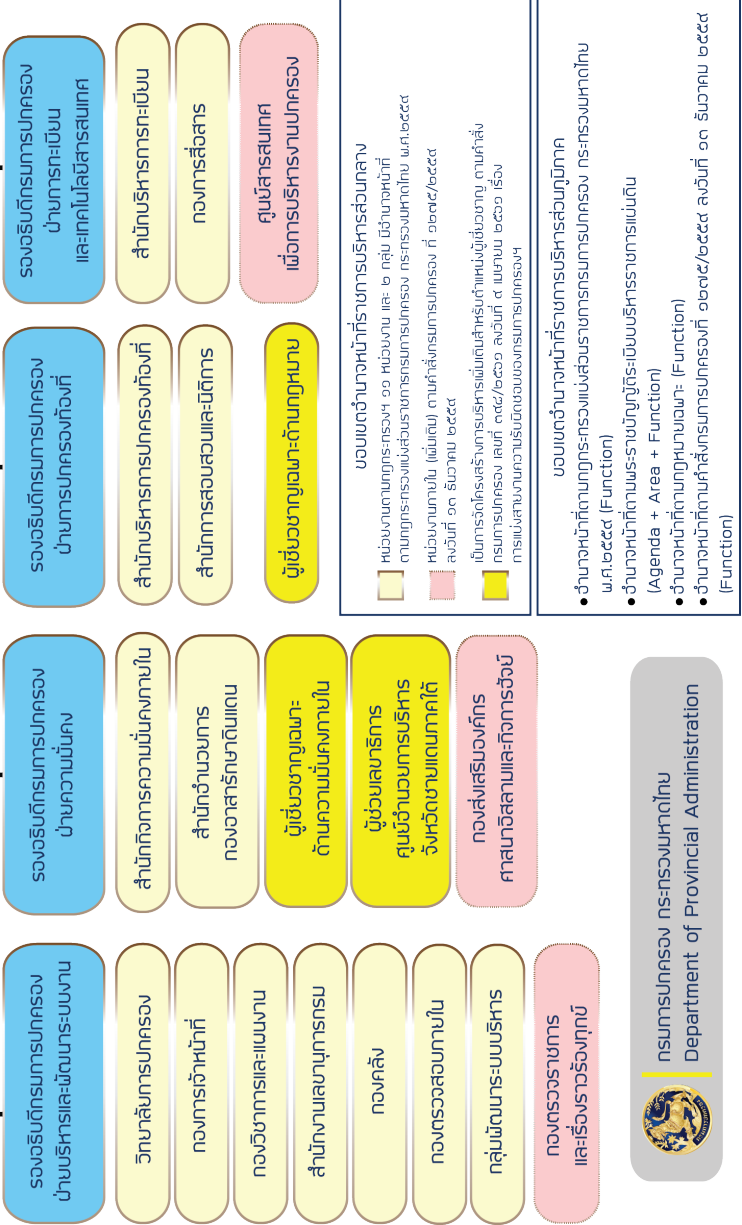 รองอธิบดีกรมการปกครอง
ฝ่ายบริหารและพัฒนาระบบงาน
วิทยาลัยการปกครอง
กองการเจ้าหน้าที่
กองวิชาการและแผนงาน
สำนักงานเลขานุการกรม
กองคลัง
กองตรวจสอบภายใน
กลุ่มพัฒนาระบบบริหาร
กองตรวจราชการ
และเรื่องราวร้องทุกข์
รองอธิบดีกรมการปกครอง
ฝ่ายความมั่นคง
สำนักกิจการความมั่นคงภายใน
สำนักอำนวยการ
กองอาสารักษาดินแดน
ผู้เชี่ยวชาญเฉพาะ
ด้านความมั่นคงภายใน
ผู้ช่วยเลขาธิการ
ศูนย์อำนวยการบริหาร
จังหวัดชายแดนภาคใต้
กองส่งเสริมองค์กร
ศาสนาอิสลามและกิจการฮัจย์
รองอธิบดีกรมการปกครอง
ฝ่ายการปกครองท้องที่
สำนักบริหารการปกครองท้องที่
สำนักการสอบสวนและนิติการ
ผู้เชี่ยวชาญเฉพาะด้านกฎหมาย
รองอธิบดีกรมการปกครอง
ฝ่ายการทะเบียน
และเทคโนโลยีสารสนเทศ
สำนักบริหารการทะเบียน
กองการสื่อสาร
ศูนย์สารสนเทศ
เพื่อการบริหารงานปกครอง
ขอบเขตอำนาจหน้าที่ราชการบริหารส่วนกลาง
หน่วยงานตามกฎกระทรวงฯ ๑๑ หน่วยงาน และ ๒ กลุ่ม มีอำนาจหน้าที่
ตามกฎกระทรวงแบ่งส่วนราชการกรมการปกครอง กระทรวงมหาดไทย พ.ศ.๒๕๕๔
หน่วยงานภายใน (เพิ่มเติม) ตามคำสั่งกรมการปกครอง ที่ ๑๒๗๕/๒๕๕๔
ลงวันที่ ๑๓ ธันวาคม ๒๕๕๔
เป็นการจัดโครงสร้างการบริหารเพิ่มเติมสำหรับตำแหน่งผู้เชี่ยวชาญ ตามคำสั่ง
กรมการปกครอง เลขที่ ๓๔๘/๒๕๖๑ ลงวันที่ ๔ เมษายน ๒๕๖๑ เรื่อง
การแบ่งสายงานความรับผิดชอบของกรมการปกครองฯ
ขอบเขตอำนาจหน้าที่ราชการบริหารส่วนภูมิภาค
• อำนาจหน้าที่ตามกฎกระทรวงแบ่งส่วนราชการกรมการปกครอง กระทรวงมหาดไทย
พ.ศ.๒๕๕๔ (Function)
• อำนาจหน้าที่ตามพระราชบัญญัติระเบียบบริหารราชการแผ่นดิน
(Agenda + Area + Function)
• อำนาจหน้าที่ตามกฎหมายเฉพาะ (Function)
• อำนาจหน้าที่ตามคำสั่งกรมการปกครองที่ ๑๒๗๕/๒๕๕๔ ลงวันที่ ๑๓ ธันวาคม ๒๕๕๔
(Function)
กรมการปกครอง กระทรวงมหาดไทย
Department of Provincial Administration